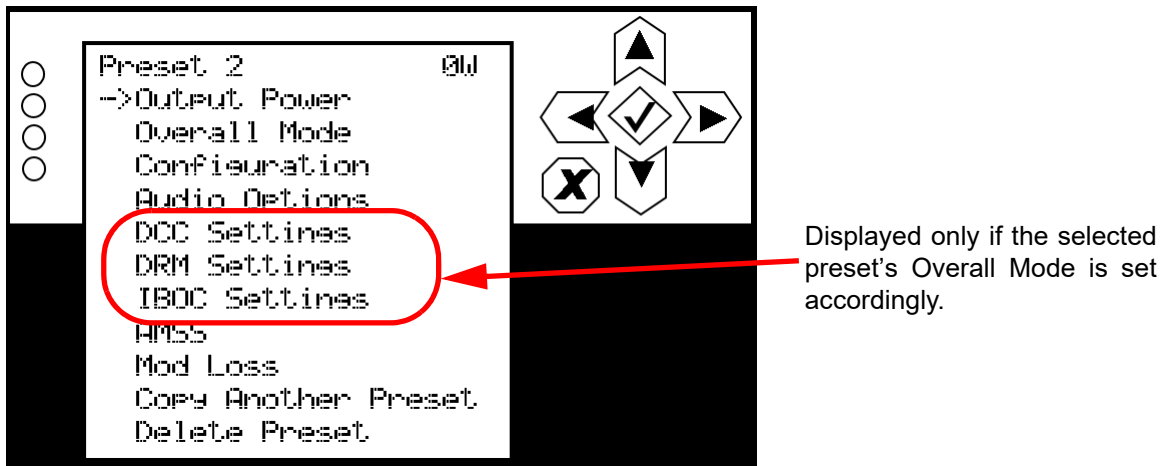 Preset 2 0W
->Output Power
Overall Mode
Configuration
Audio Options
DCC Settings
DRM Settings
IBOC Settings
AMSS
Mod Loss
Copy Another Preset
Delete Preset
X
Displayed only if the selected
preset's Overall Mode is set
accordingly.